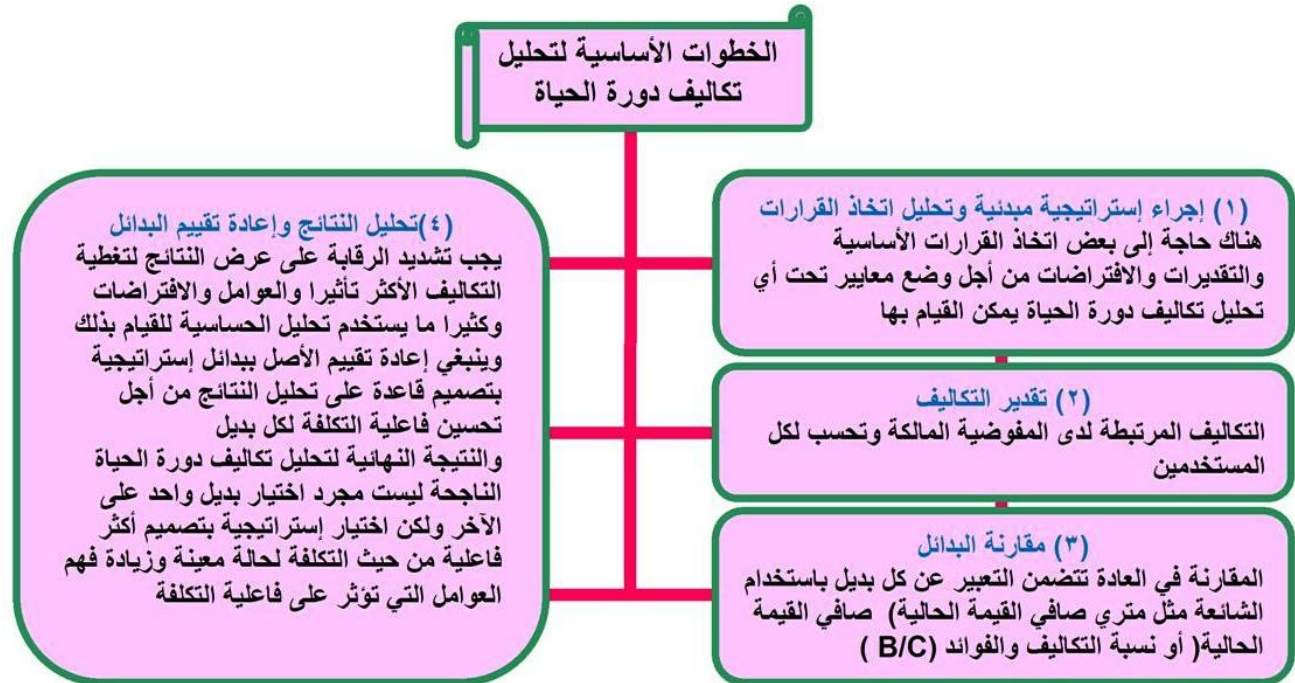 الخطوات الأساسية لتحليل
تكاليف دورة الحياة
(١) إجراء إستراتيجية مبدئية وتحليل اتخاذ القرارات
هناك حاجة إلى بعض اتخاذ القرارات الأساسية
والتقديرات والافتراضات من أجل وضع معايير تحت أي
تحليل تكاليف دورة الحياة يمكن القيام بها
(٢) تقدير التكاليف
التكاليف المرتبطة لدى المفوضية المالكة وتحسب لكل
المستخدمين
(٣) مقارنة البدائل
المقارنة في العادة تتضمن التعبير عن كل بديل باستخدام
الشائعة مثل متري صافي القيمة الحالية) صافي القيمة
الحالية( أو نسبة التكاليف والفوائد (B/C )
(٤)تحليل النتائج وإعادة تقييم البدائل
يجب تشديد الرقابة على عرض النتائج لتغطية
التكاليف الأكثر تأثيرا والعوامل والافتراضات
وكثيرا ما يستخدم تحليل الحساسية للقيام بذلك
وينبغي إعادة تقييم الأصل ببدائل إستراتيجية
بتصميم قاعدة على تحليل النتائج من أجل
تحسين فاعلية التكلفة لكل بديل
والنتيجة النهائية لتحليل تكاليف دورة الحياة
الناجحة ليست مجرد اختيار بديل واحد على
الآخر ولكن اختيار إستراتيجية بتصميم أكثر
فاعلية من حيث التكلفة لحالة معينة وزيادة فهم
العوامل التي تؤثر على فاعلية التكلفة